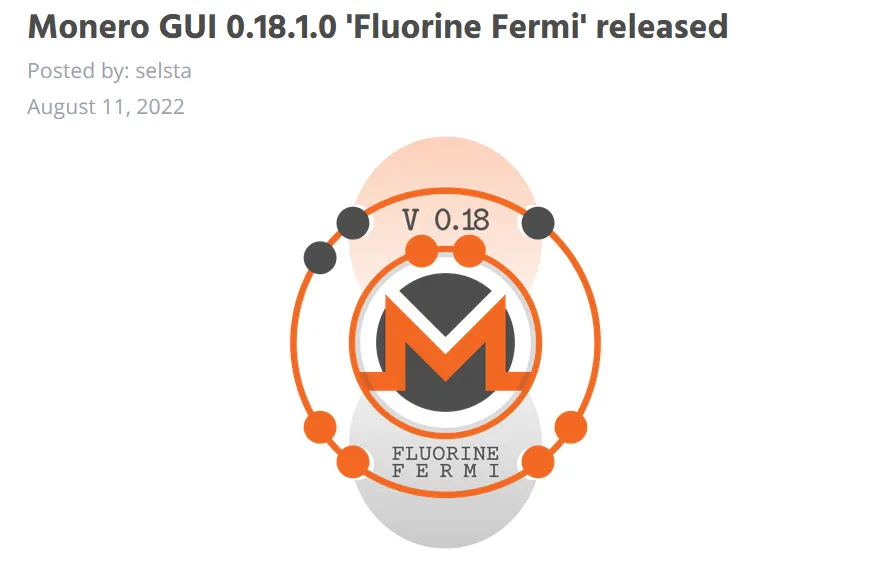 Monero GUI 0.18.1.0 'Fluorine Fermi' released
Posted by: selsta
August 11, 2022
V 0.18
FLUORINE
FERMI